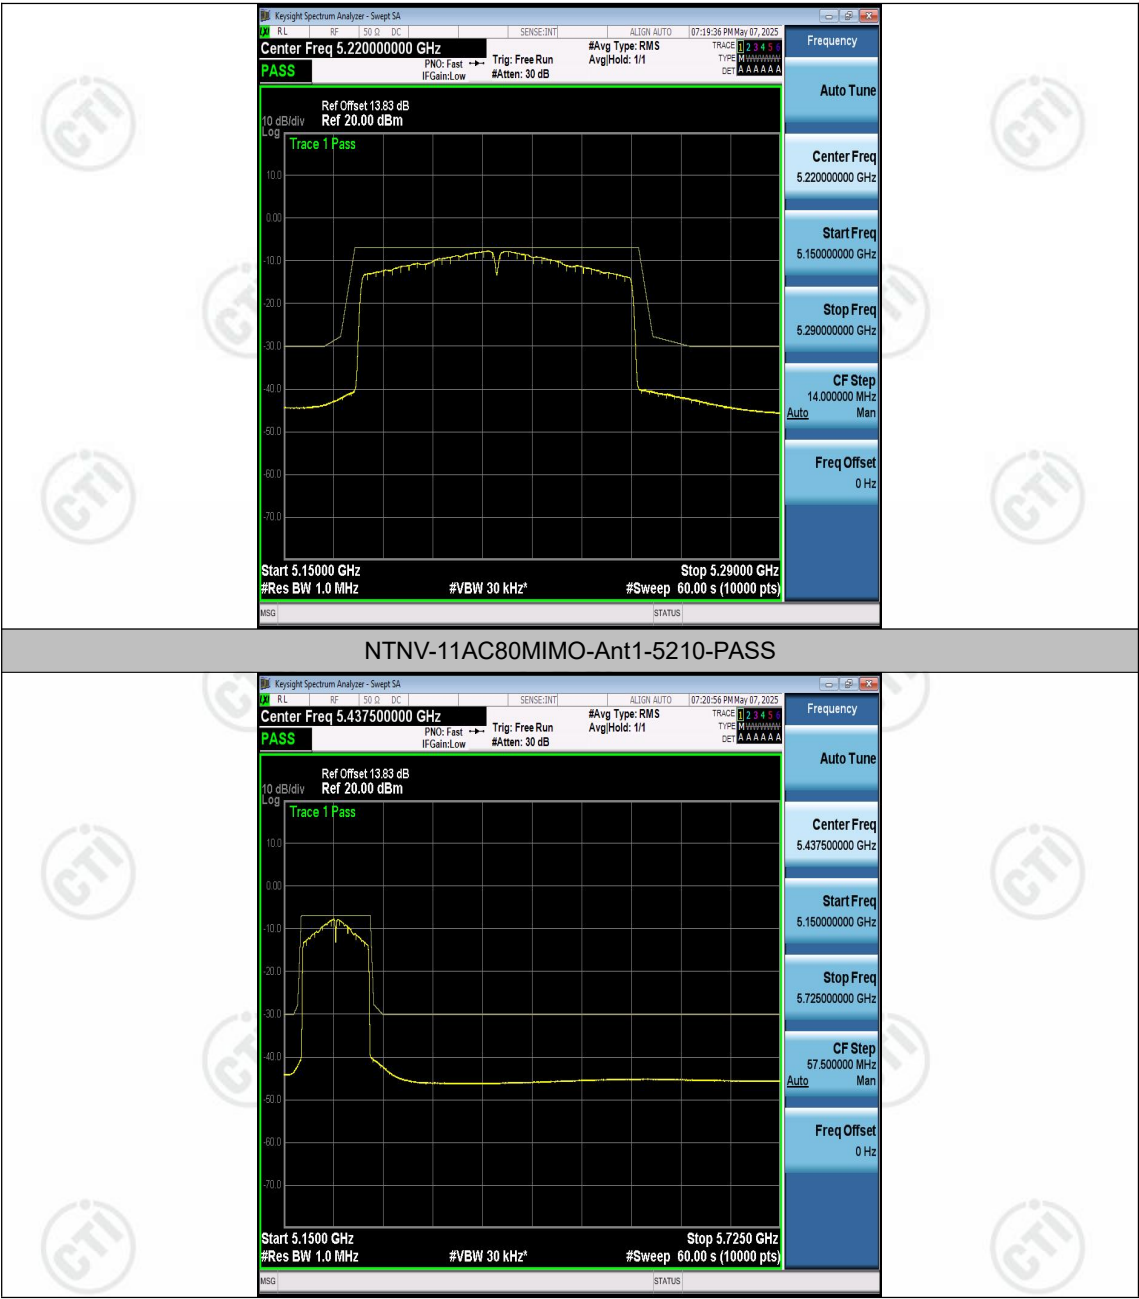 Keysight Spectrum Analyzer - Swept SA
RL RF 50 Ω DC SENSE:INT ALIGN AUTO 07:19:36 PM May 07, 2025
Center Freq 5.220000000 GHz
PASS
PNO: Fast
IFGain:Low
Trig: Free Run
#Atten: 30 dB
#Avg Type: RMS
Avg|Hold: 1/1
TRACE 1 2 3 4 5 6
TYPE M W W W W W
DET A A A A A A
Frequency
Ref Offset 13.83 dB
10 dB/div Ref 20.00 dBm
Log
Trace 1 Pass
10.0
0.00
-10.0
-20.0
-30.0
-40.0
-50.0
-60.0
-70.0
Start 5.15000 GHz Stop 5.29000 GHz
#Res BW 1.0 MHz #VBW 30 kHz* #Sweep 60.00 s (10000 pts)
MSG STATUS
Auto Tune
Center Freq
5.220000000 GHz
Start Freq
5.150000000 GHz
Stop Freq
5.290000000 GHz
CF Step
14.000000 MHz
Auto Man
Freq Offset
0 Hz
NTNV-11AC80MIMO-Ant1-5210-PASS
Keysight Spectrum Analyzer - Swept SA
RL RF 50 Ω DC SENSE:INT ALIGN AUTO 07:20:56 PM May 07, 2025
Center Freq 5.437500000 GHz
PASS
PNO: Fast
IFGain:Low
Trig: Free Run
#Atten: 30 dB
#Avg Type: RMS
Avg|Hold: 1/1
TRACE 1 2 3 4 5 6
TYPE M W W W W W
DET A A A A A A
Frequency
Ref Offset 13.83 dB
10 dB/div Ref 20.00 dBm
Log
Trace 1 Pass
10.0
0.00
-10.0
-20.0
-30.0
-40.0
-50.0
-60.0
-70.0
Start 5.1500 GHz Stop 5.7250 GHz
#Res BW 1.0 MHz #VBW 30 kHz* #Sweep 60.00 s (10000 pts)
MSG STATUS
Auto Tune
Center Freq
5.437500000 GHz
Start Freq
5.150000000 GHz
Stop Freq
5.725000000 GHz
CF Step
57.500000 MHz
Auto Man
Freq Offset
0 Hz
CTI
CTI
CTI
CTI
CTI
CTI
CTI
CTI
CTI
CTI